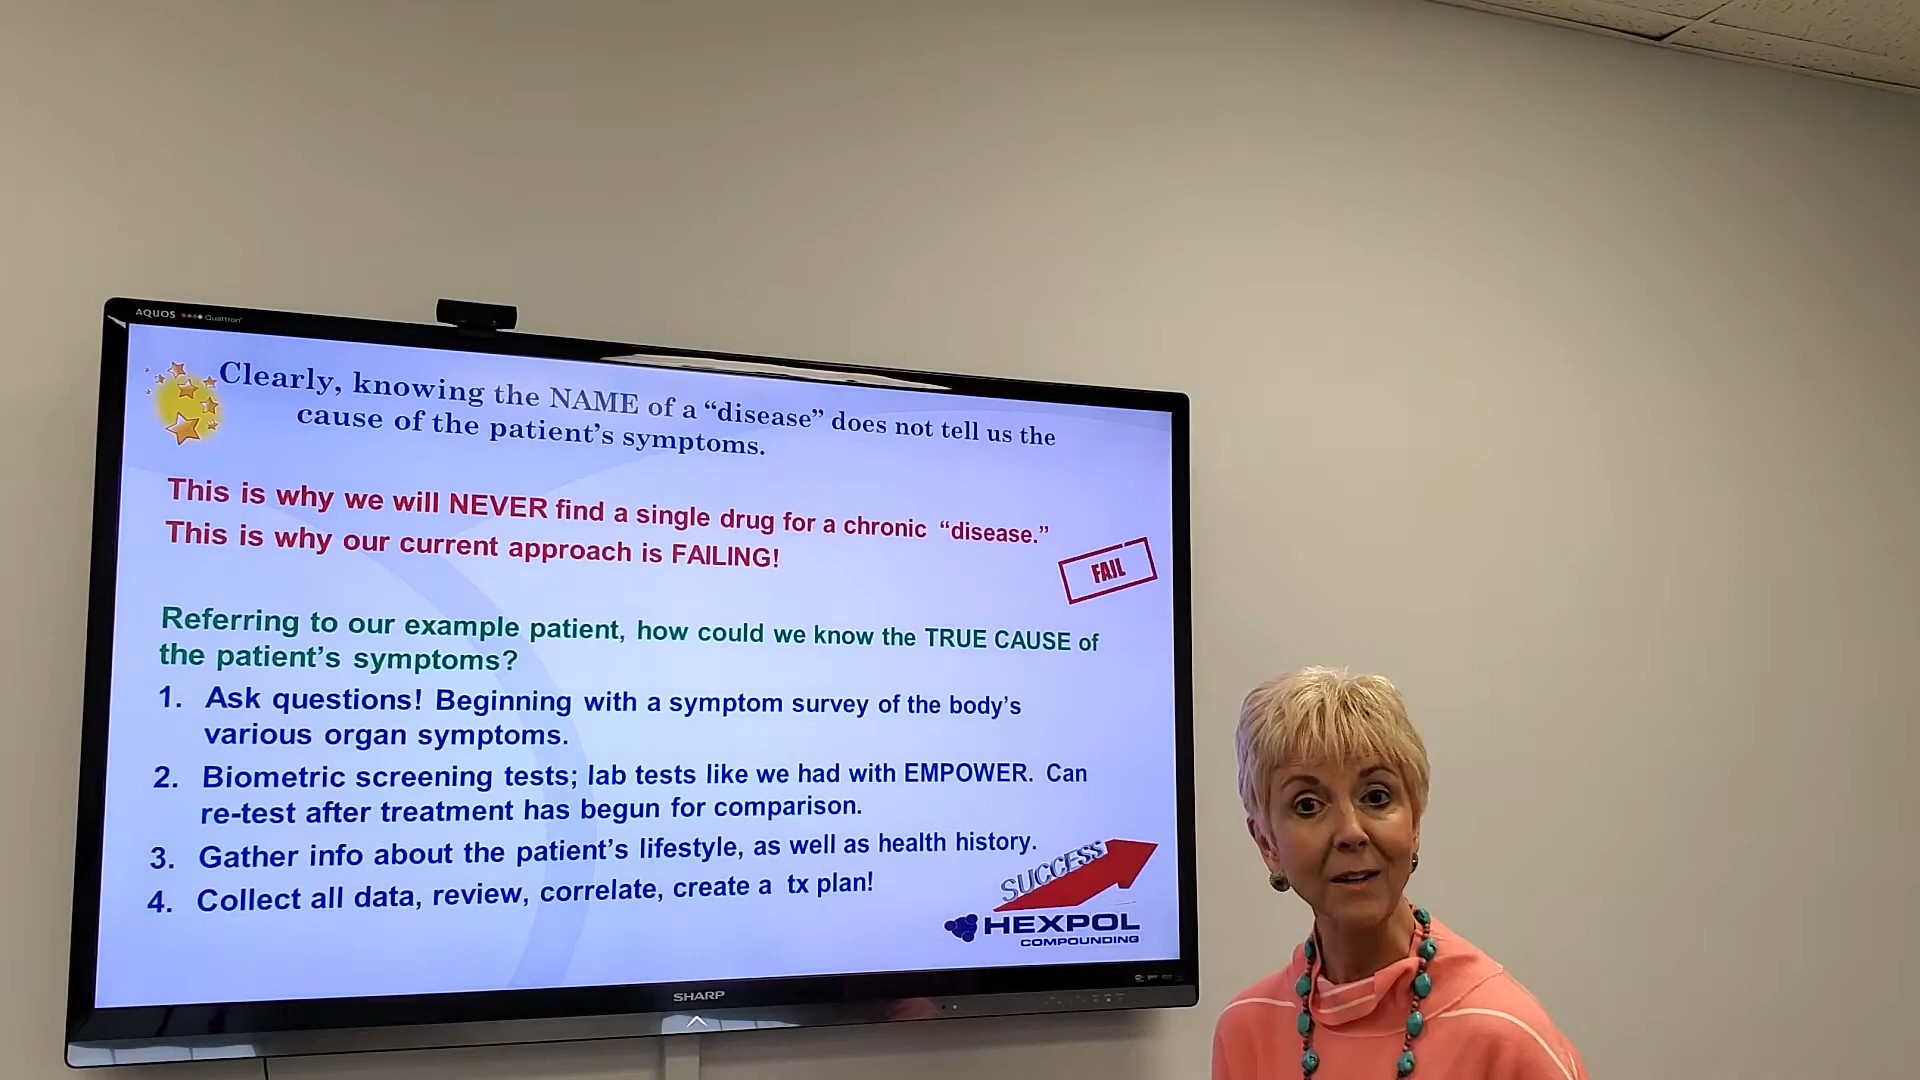 AQUOS Quattron
Clearly, knowing the NAME of a “disease” does not tell us the
cause of the patient’s symptoms.
This is why we will NEVER find a single drug for a chronic “disease.”
This is why our current approach is FAILING!
FAIL
Referring to our example patient, how could we know the TRUE CAUSE of
the patient’s symptoms?
1. Ask questions! Beginning with a symptom survey of the body’s
various organ symptoms.
2. Biometric screening tests; lab tests like we had with EMPOWER. Can
re-test after treatment has begun for comparison.
3. Gather info about the patient’s lifestyle, as well as health history.
4. Collect all data, review, correlate, create a tx plan!
SUCCESS
HEXPOL
COMPOUNDING
SHARP